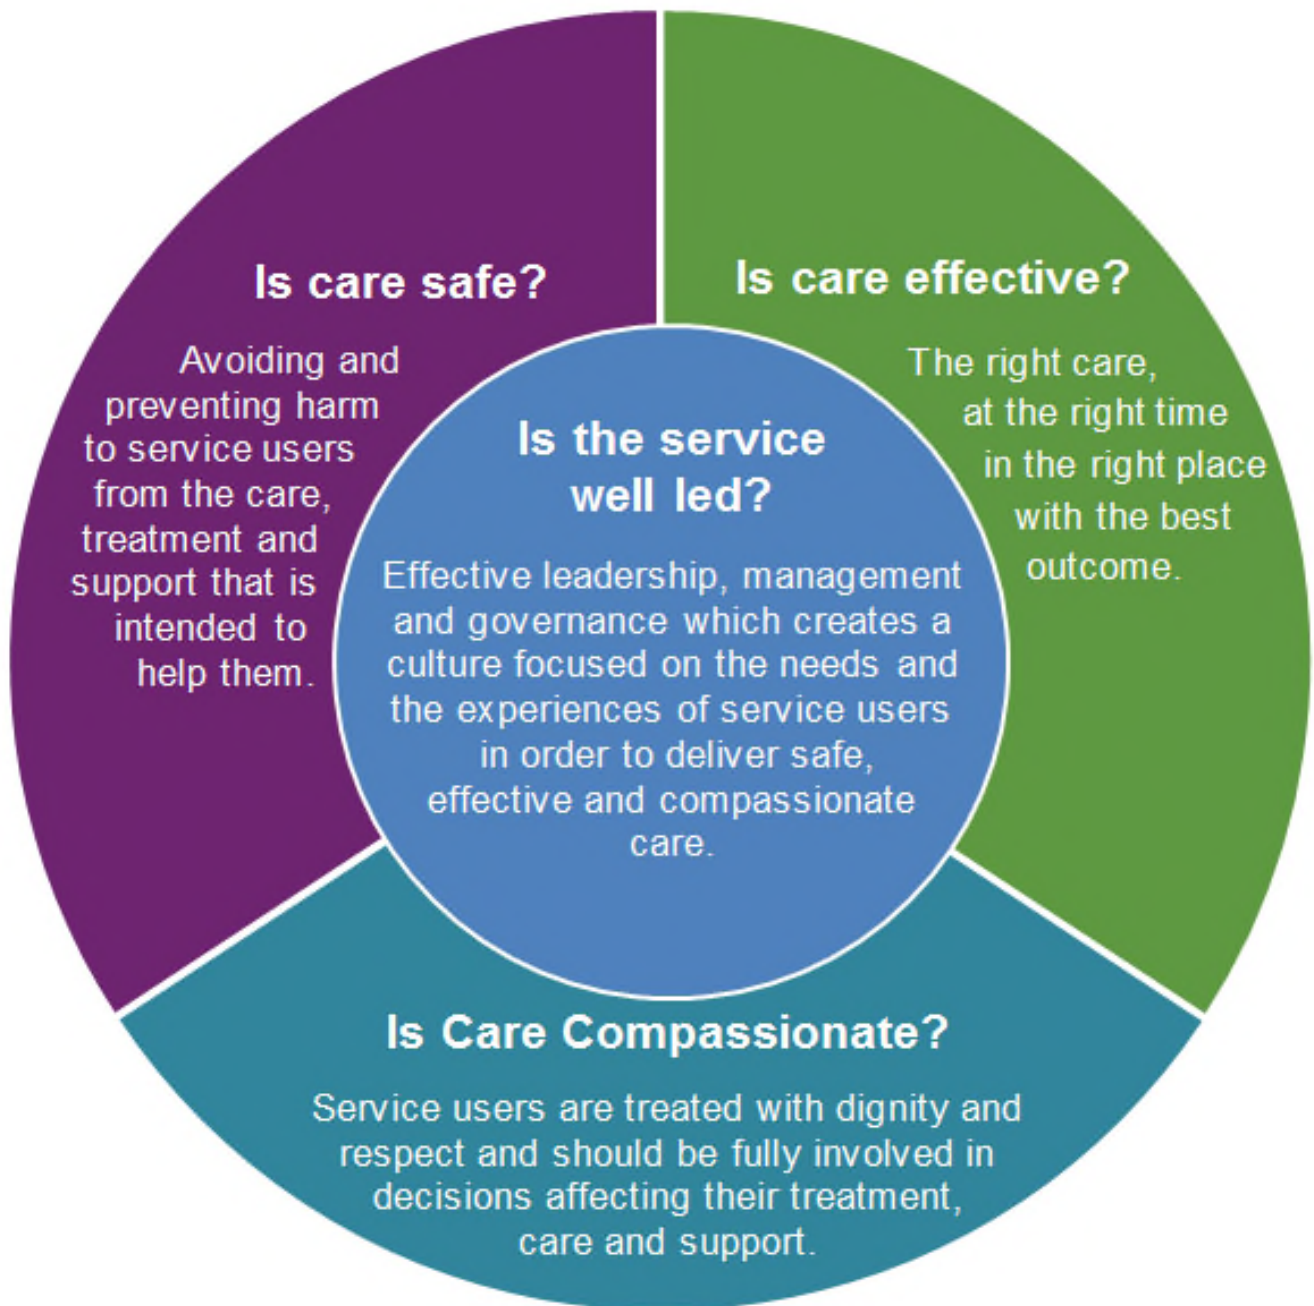 Is care safe?
Avoiding and
preventing harm
to service users
from the care,
treatment and
support that is
intended to
help them.
Is care effective?
The right care,
at the right time
in the right place
with the best
outcome.
Is the service
well led?
Effective leadership, management
and governance which creates a
culture focused on the needs and
the experiences of service users
in order to deliver safe,
effective and compassionate
care.
Is Care Compassionate?
Service users are treated with dignity and
respect and should be fully involved in
decisions affecting their treatment,
care and support.